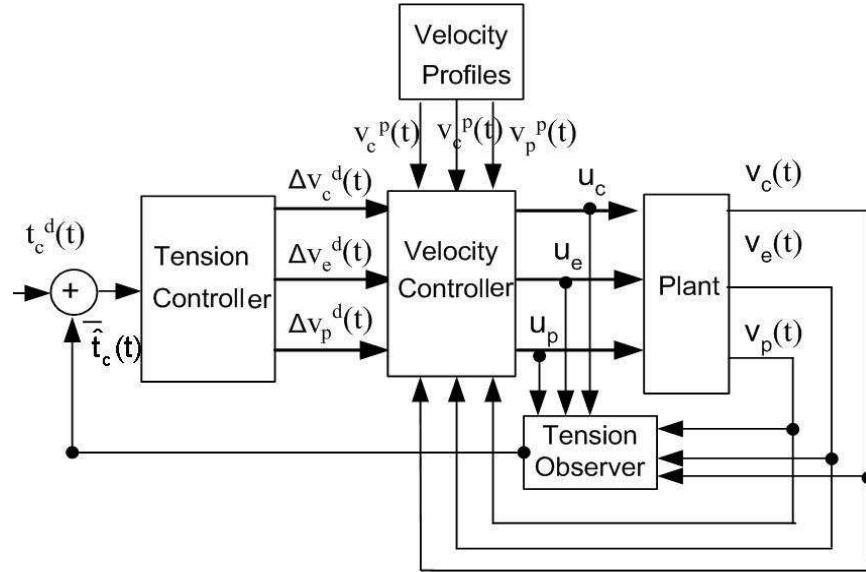 Velocity
Profiles
v_c^p(t) v_c^p(t) v_p^p(t)
Δv_c^d(t)
u_c
v_c(t)
t_c^d(t)
Tension
Controller
Δv_e^d(t)
Velocity
Controller
u_e
Plant
v_e(t)
+
−
t̂_c(t)
Δv_p^d(t)
u_p
v_p(t)
Tension
Observer